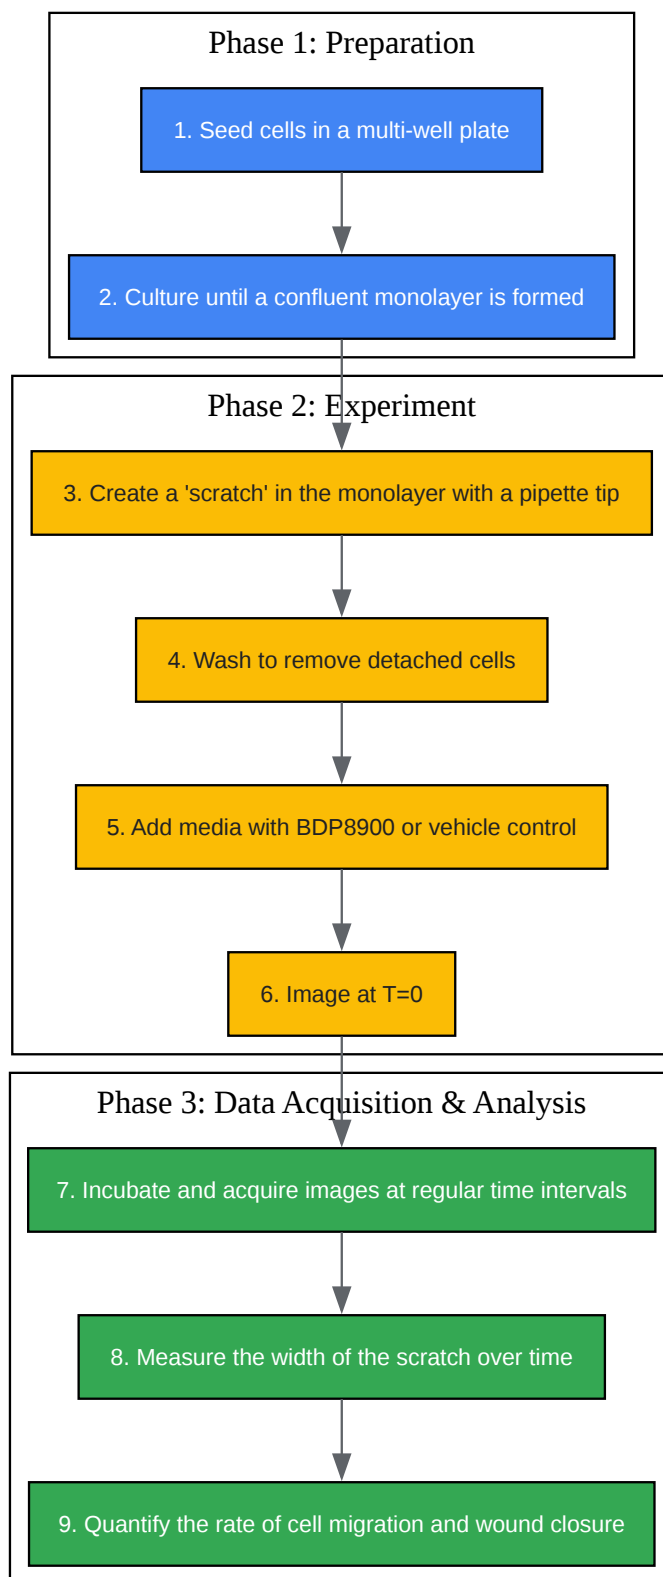 Phase 1: Preparation
1. Seed cells in a multi-well plate
2. Culture until a confluent monolayer is formed
Phase 2: Experiment
3. Create a 'scratch' in the monolayer with a pipette tip
4. Wash to remove detached cells
5. Add media with BDP8900 or vehicle control
6. Image at T=0
Phase 3: Data Acquisition & Analysis
7. Incubate and acquire images at regular time intervals
8. Measure the width of the scratch over time
9. Quantify the rate of cell migration and wound closure